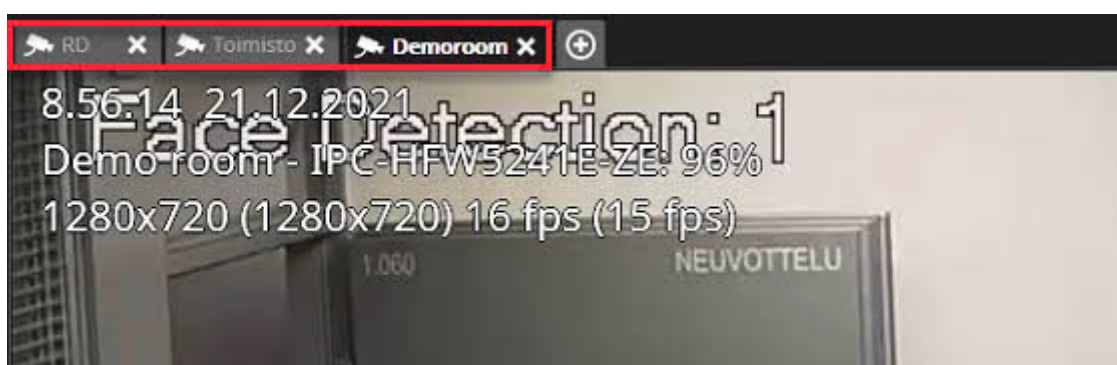 RD Toimisto Demoroom
8.56.14 21.12.2021
Face Detection: 1
Demo room - IPC-HFW5241E-ZE: 96%
1280x720 (1280x720) 16 fps (15 fps)
1.060 NEUVOTTELU